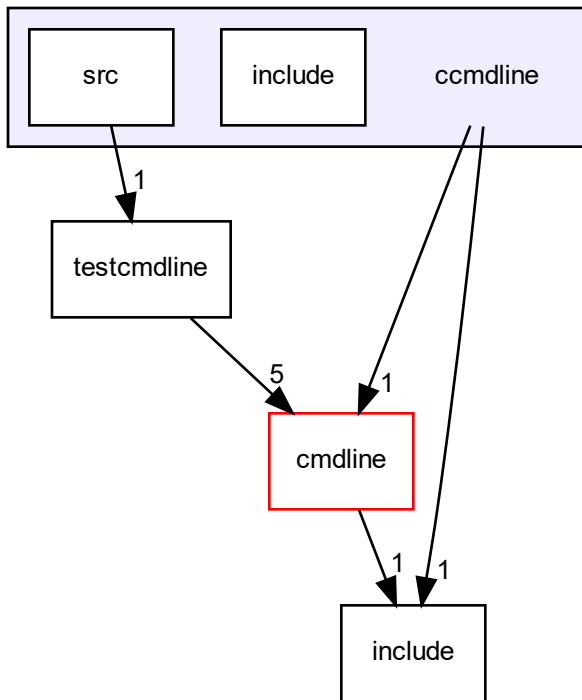 src
include
ccmdline
1
testcmdline
5
1
cmdline
1
1
include